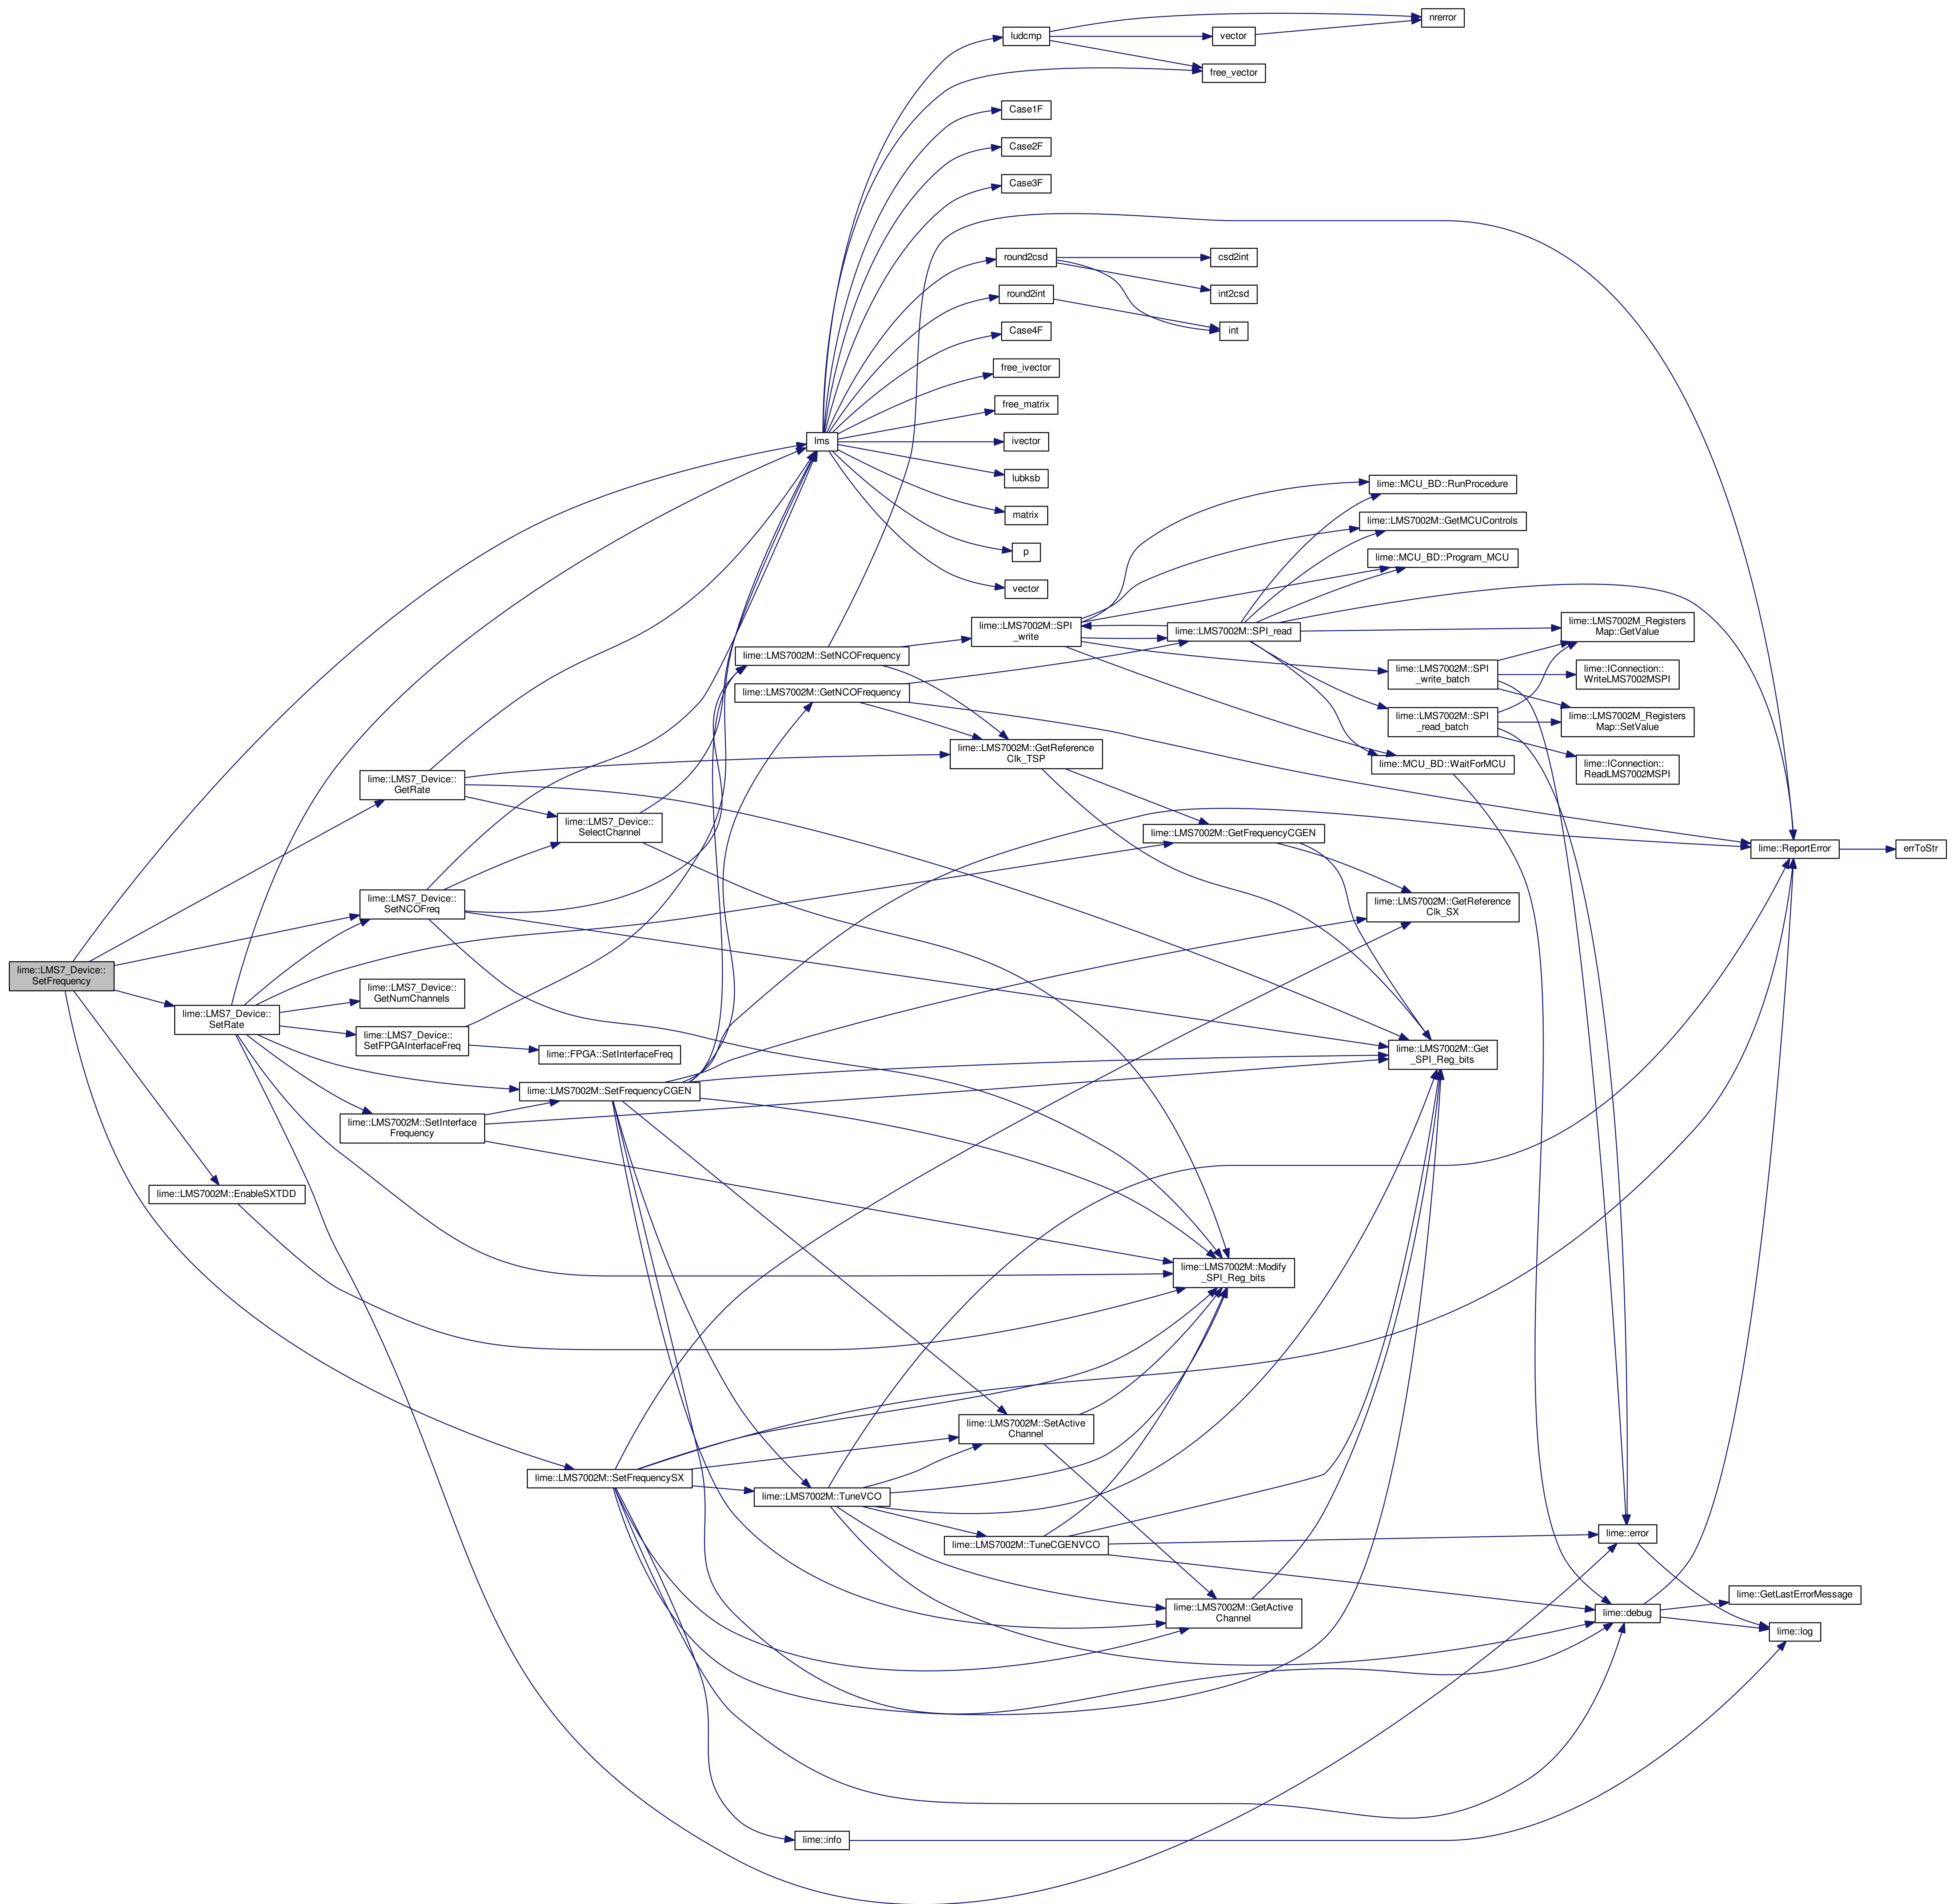 lime::LMS7_Device::
SetFrequency
lime::LMS7_Device::
SetRate
lime::LMS7002M::EnableSXTDD
lime::LMS7_Device::
GetRate
lime::LMS7_Device::
SetNCOFreq
lime::LMS7_Device::
GetNumChannels
lime::LMS7_Device::
SetFPGAInterfaceFreq
lime::LMS7002M::SetInterface
Frequency
lime::LMS7_Device::
SelectChannel
lime::FPGA::SetInterfaceFreq
lime::LMS7002M::SetFrequencyCGEN
lime::LMS7002M::SetFrequencySX
lms
lime::LMS7002M::SetNCOFrequency
lime::LMS7002M::GetNCOFrequency
lime::LMS7002M::TuneVCO
lime::info
ludcmp
Case1F
Case2F
Case3F
round2csd
round2int
Case4F
free_ivector
free_matrix
ivector
lubksb
matrix
p
vector
lime::LMS7002M::SPI
_write
lime::LMS7002M::GetReference
Clk_TSP
lime::LMS7002M::SetActive
Channel
lime::LMS7002M::TuneCGENVCO
vector
free_vector
csd2int
int2csd
int
lime::LMS7002M::SPI_read
lime::LMS7002M::GetFrequencyCGEN
lime::LMS7002M::Modify
_SPI_Reg_bits
lime::LMS7002M::GetActive
Channel
nrerror
lime::MCU_BD::RunProcedure
lime::LMS7002M::GetMCUControls
lime::MCU_BD::Program_MCU
lime::LMS7002M::SPI
_write_batch
lime::LMS7002M::SPI
_read_batch
lime::MCU_BD::WaitForMCU
lime::LMS7002M::GetReference
Clk_SX
lime::LMS7002M::Get
_SPI_Reg_bits
lime::LMS7002M_Registers
Map::GetValue
lime::IConnection::
WriteLMS7002MSPI
lime::LMS7002M_Registers
Map::SetValue
lime::IConnection::
ReadLMS7002MSPI
lime::error
lime::debug
lime::ReportError
lime::GetLastErrorMessage
lime::log
errToStr